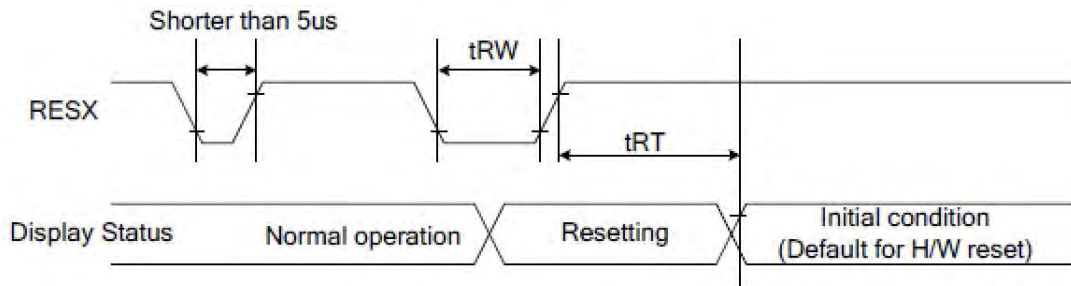 Shorter than 5us
tRW
RESX
tRT
Display Status
Normal operation
Resetting
Initial condition
(Default for H/W reset)